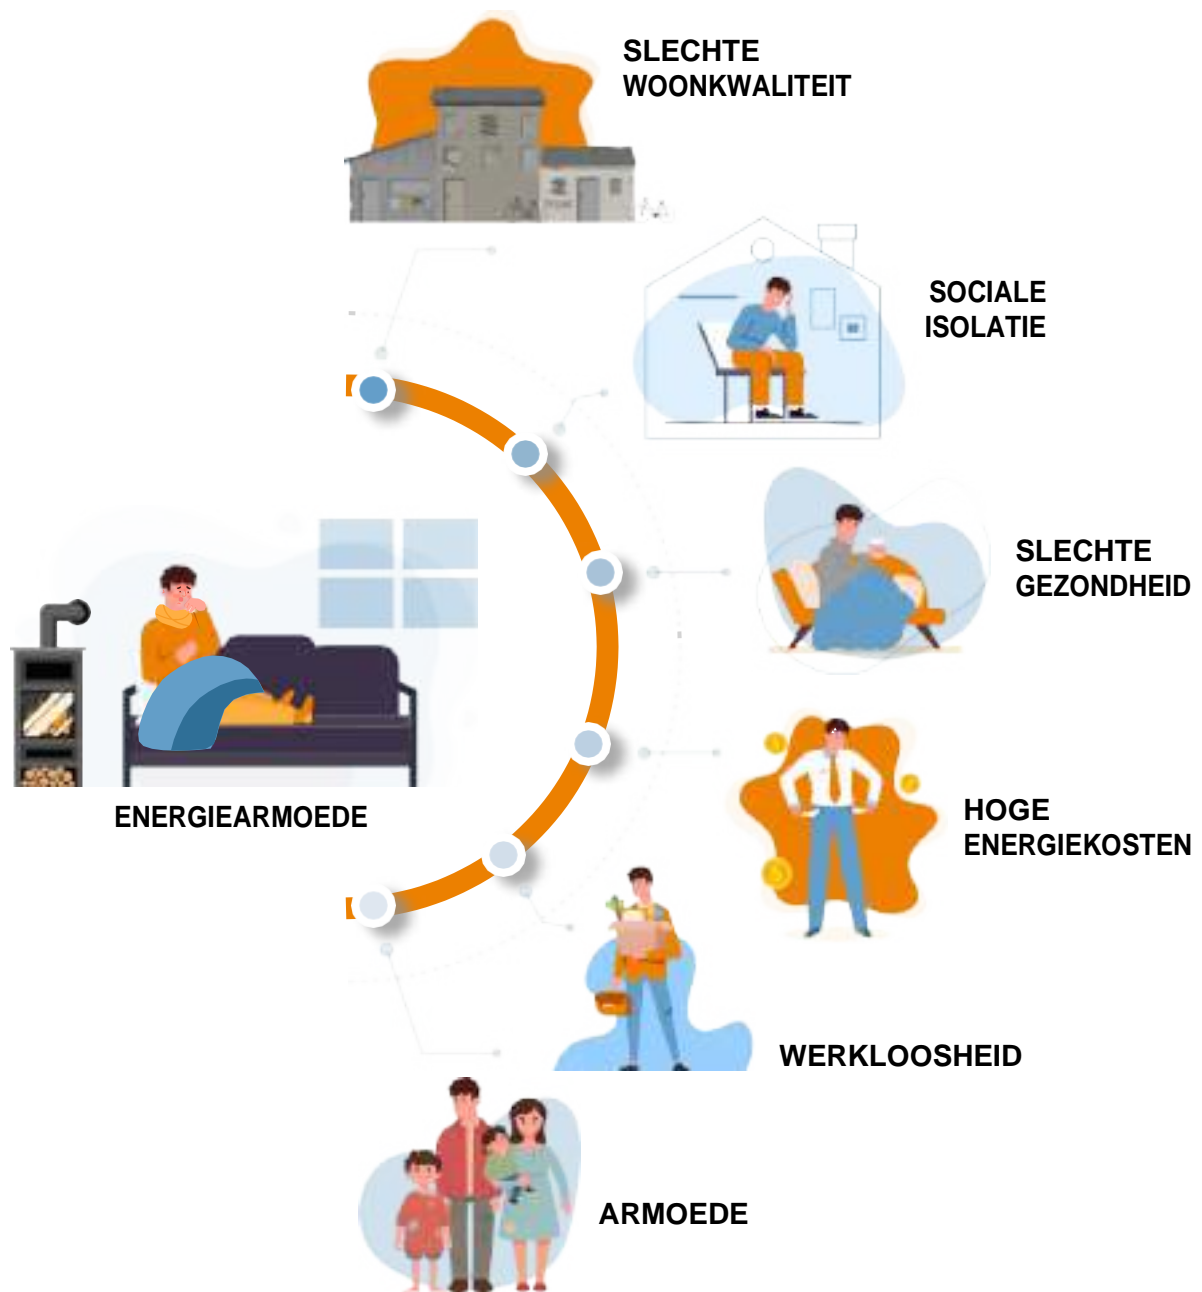 SLECHTE
WOONKWALITEIT
SOCIALE
ISOLATIE
SLECHTE
GEZONDHEID
ENERGIEARMOEDE
HOGE
ENERGIEKOSTEN
WERKLOOSHEID
ARMOEDE